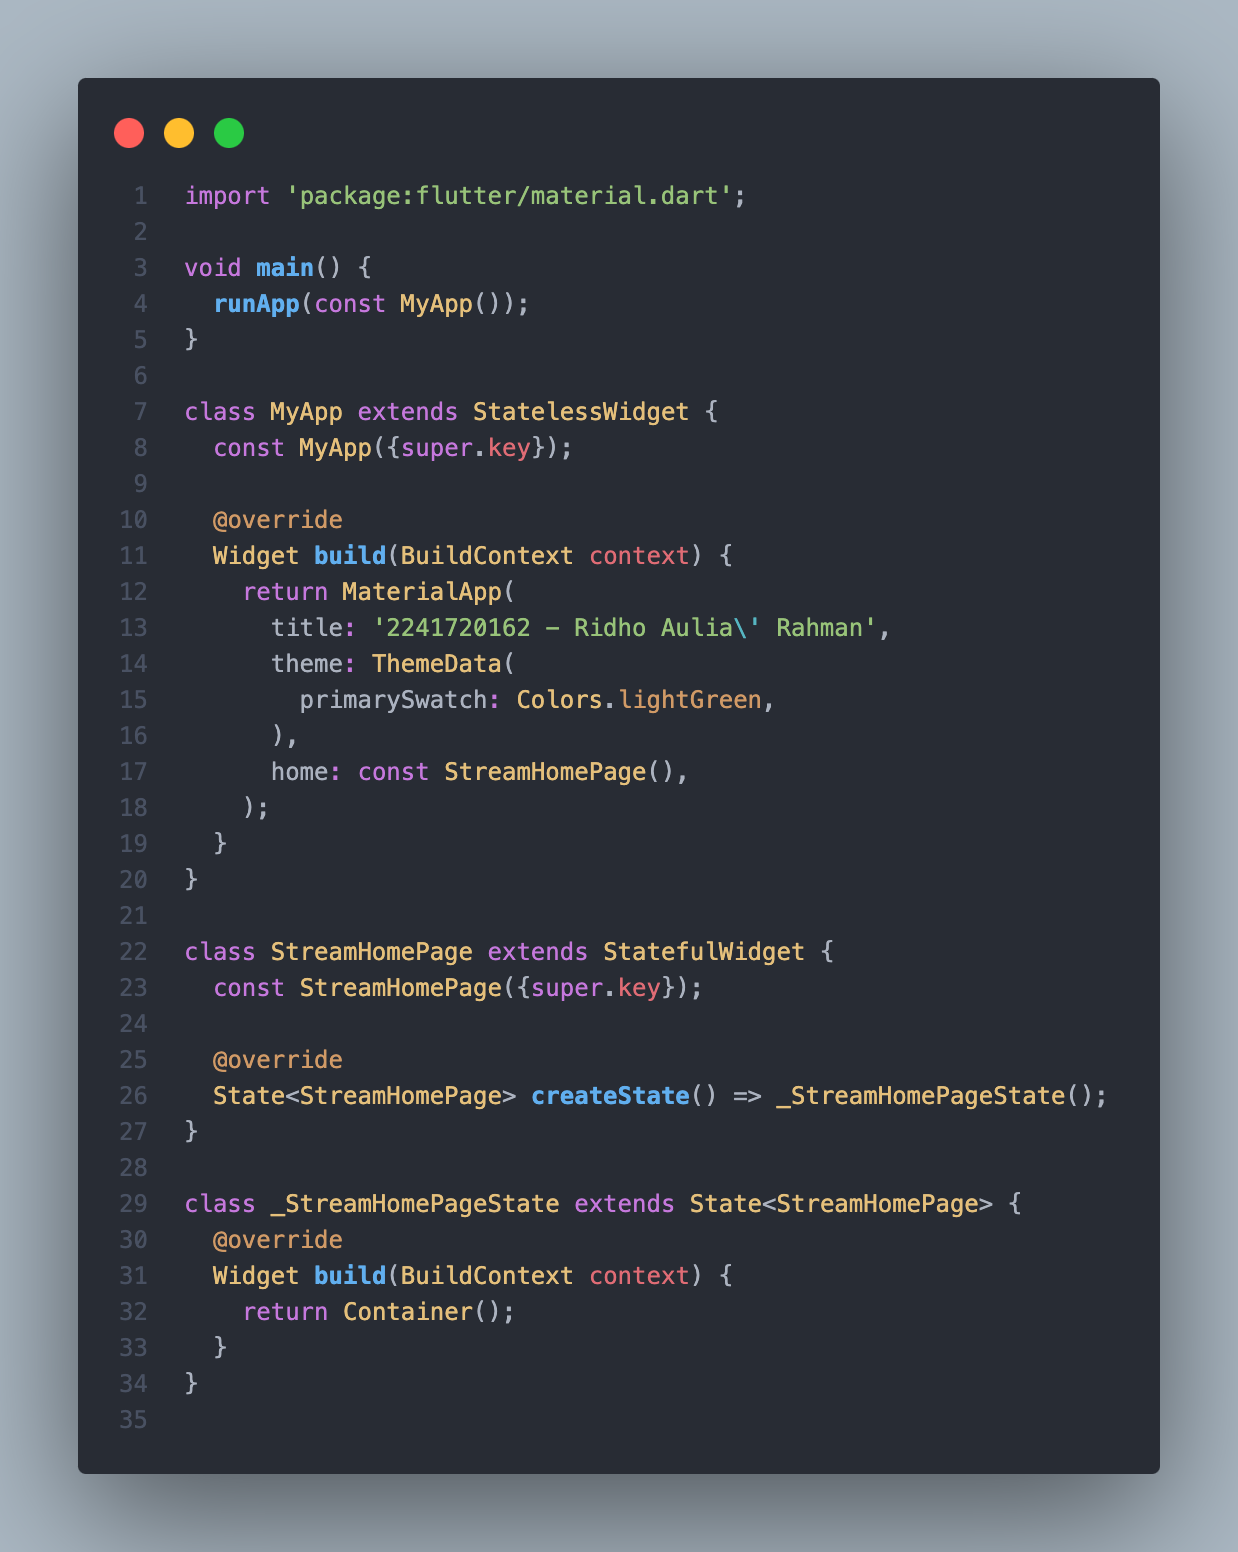 1 import 'package:flutter/material.dart';
2
3 void main() {
4   runApp(const MyApp());
5 }
6
7 class MyApp extends StatelessWidget {
8   const MyApp({super.key});
9
10   @override
11   Widget build(BuildContext context) {
12     return MaterialApp(
13       title: '2241720162 – Ridho Aulia\' Rahman',
14       theme: ThemeData(
15         primarySwatch: Colors.lightGreen,
16       ),
17       home: const StreamHomePage(),
18     );
19   }
20 }
21
22 class StreamHomePage extends StatefulWidget {
23   const StreamHomePage({super.key});
24
25   @override
26   State<StreamHomePage> createState() => _StreamHomePageState();
27 }
28
29 class _StreamHomePageState extends State<StreamHomePage> {
30   @override
31   Widget build(BuildContext context) {
32     return Container();
33   }
34 }
35